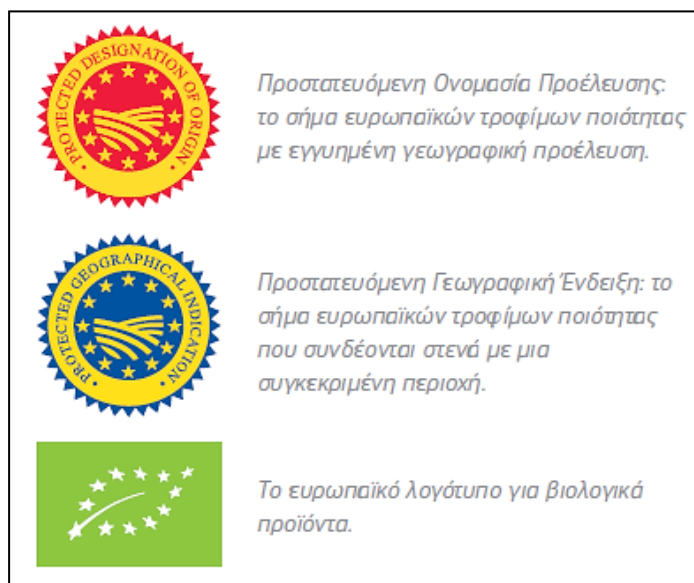 PROTECTED DESIGNATION OF ORIGIN
Προστατευόμενη Ονομασία Προέλευσης:
το σήμα ευρωπαϊκών τροφίμων ποιότητας
με εγγυημένη γεωγραφική προέλευση.
PROTECTED GEOGRAPHICAL INDICATION
Προστατευόμενη Γεωγραφική Ένδειξη: το
σήμα ευρωπαϊκών τροφίμων ποιότητας
που συνδέονται στενά με μια
συγκεκριμένη περιοχή.
Το ευρωπαϊκό λογότυπο για βιολογικά
προϊόντα.